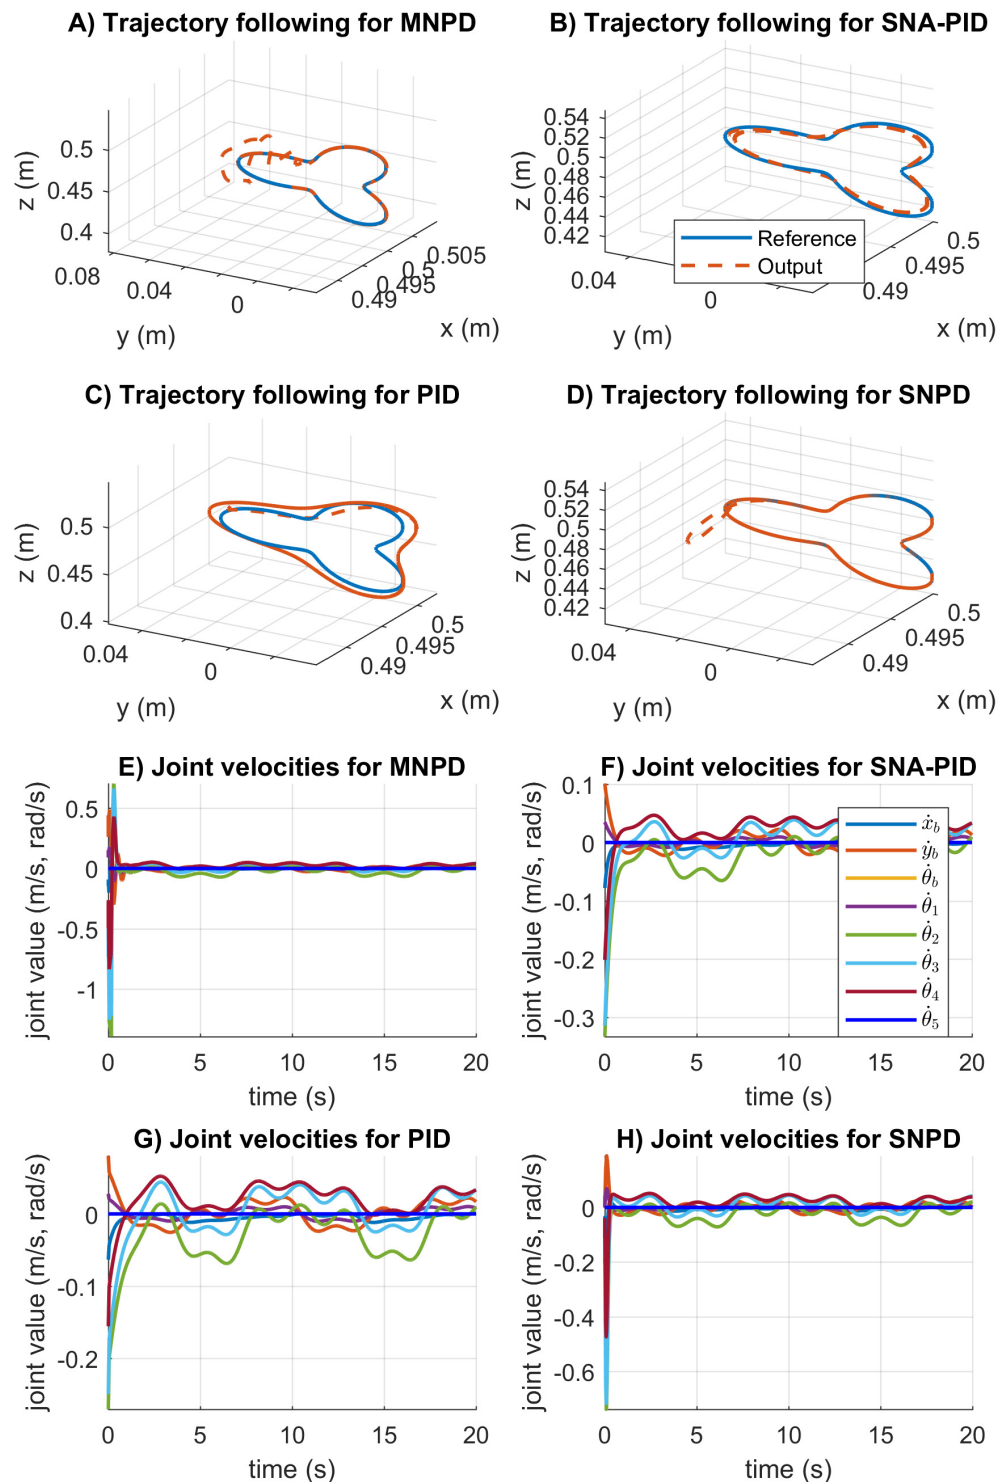 A) Trajectory following for MNPD
z (m)
0.5
0.45
0.4
0.08
0.04
0
y (m)
0.49
0.495
0.5
0.505
x (m)
B) Trajectory following for SNA-PID
z (m)
0.54
0.52
0.5
0.48
0.46
0.44
0.42
0.04
0
y (m)
0.49
0.495
0.5
x (m)
Reference
Output
C) Trajectory following for PID
z (m)
0.5
0.45
0.4
0.04
0
y (m)
0.49
0.495
0.5
x (m)
D) Trajectory following for SNPD
z (m)
0.54
0.52
0.5
0.48
0.46
0.44
0.42
0.04
0
y (m)
0.49
0.495
0.5
x (m)
E) Joint velocities for MNPD
joint value (m/s, rad/s)
0.5
0
-0.5
-1
0 5 10 15 20
time (s)
F) Joint velocities for SNA-PID
joint value (m/s, rad/s)
0.1
0
-0.1
-0.2
-0.3
0 5 10 15 20
time (s)
ẋ_b
ẏ_b
θ̇_b
θ̇_1
θ̇_2
θ̇_3
θ̇_4
θ̇_5
G) Joint velocities for PID
joint value (m/s, rad/s)
0
-0.1
-0.2
0 5 10 15 20
time (s)
H) Joint velocities for SNPD
joint value (m/s, rad/s)
0
-0.2
-0.4
-0.6
0 5 10 15 20
time (s)